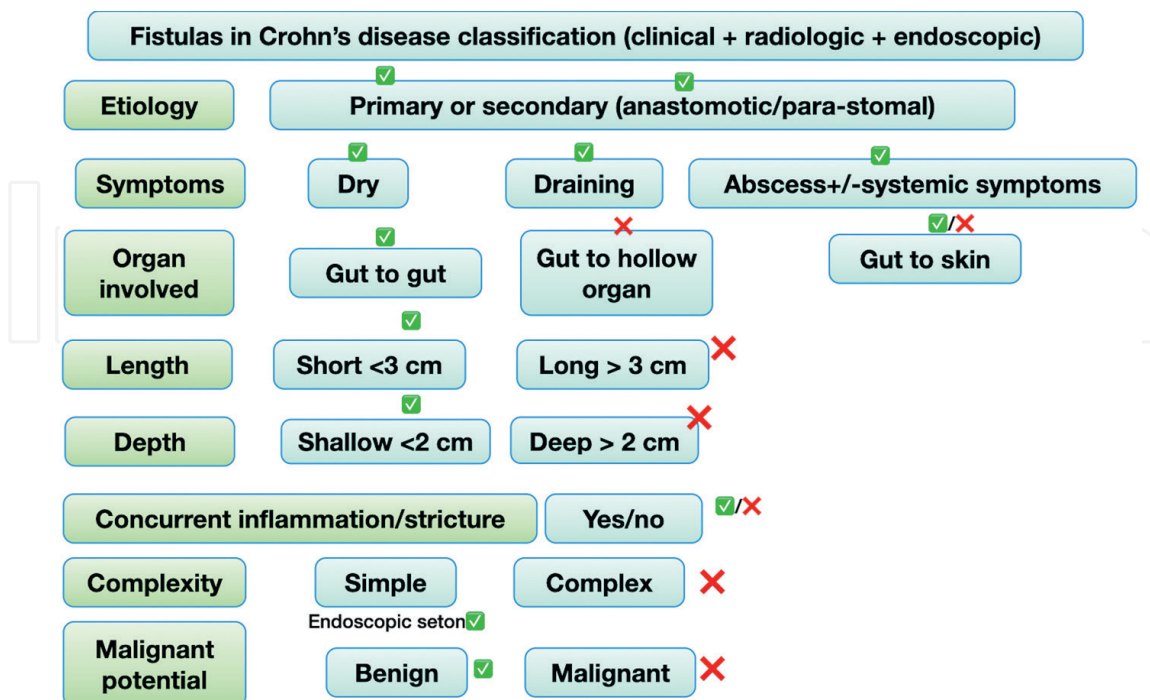 Fistulas in Crohn's disease classification (clinical + radiologic + endoscopic)
Etiology
Primary or secondary (anastomotic/para-stomal)
Symptoms
Dry
Draining
Abscess+/-systemic symptoms
Organ
involved
Gut to gut
Gut to hollow
organ
/
Gut to skin
Length
Short <3 cm
Long > 3 cm
Depth
Shallow <2 cm
Deep > 2 cm
Concurrent inflammation/stricture
Yes/no
/
Complexity
Simple
Complex
Endoscopic seton
Malignant
potential
Benign
Malignant